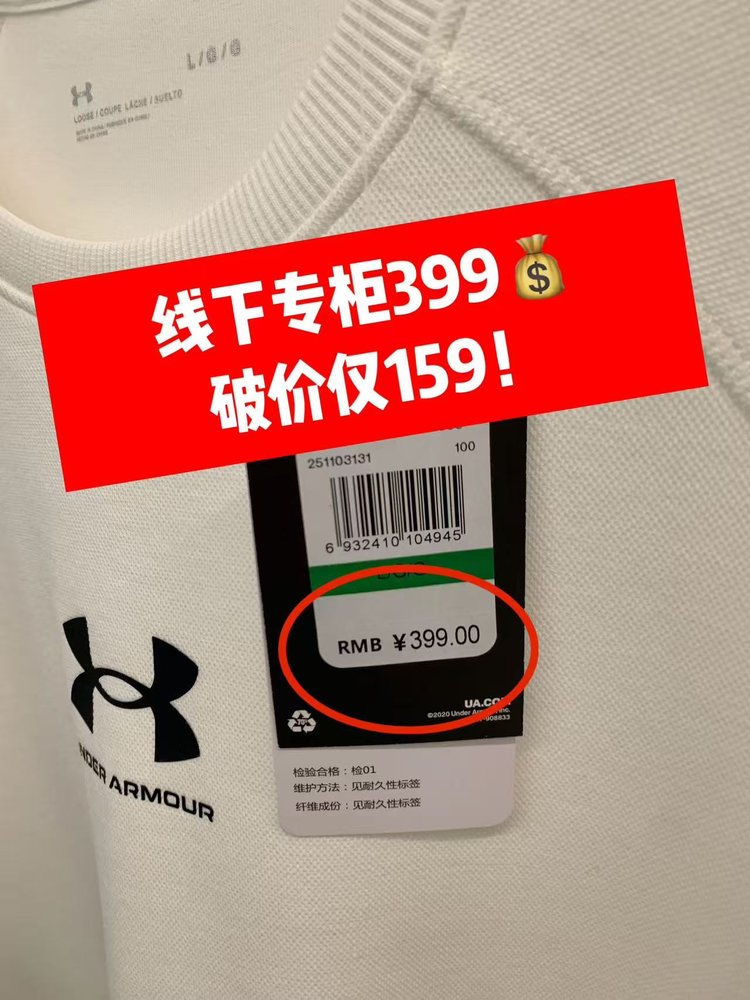 L/G/G
LOOSE / COUPE LÂCHE / SUELTO
线下专柜399💰
破价仅159!
251103131 100
6 932410 104945
RMB ¥399.00
UA.COM
©2020 Under Armour, Inc.
检验合格：检01
维护方法：见耐久性标签
纤维成份：见耐久性标签
UNDER ARMOUR